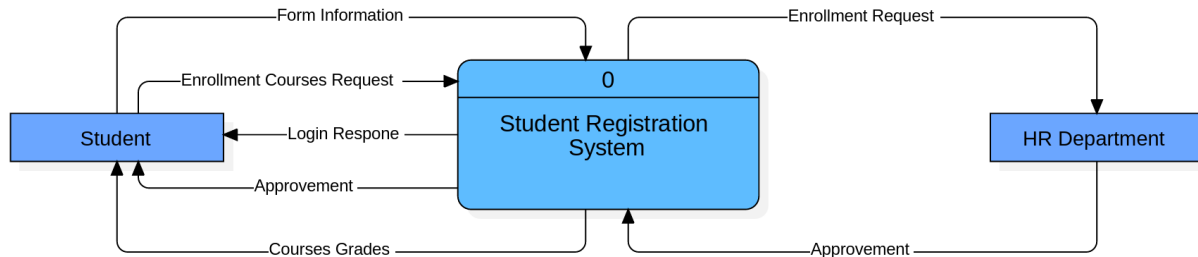 Form Information
Enrollment Request
0
Enrollment Courses Request
Student Registration
System
Student
Login Respone
HR Department
Approvement
Courses Grades
Approvement